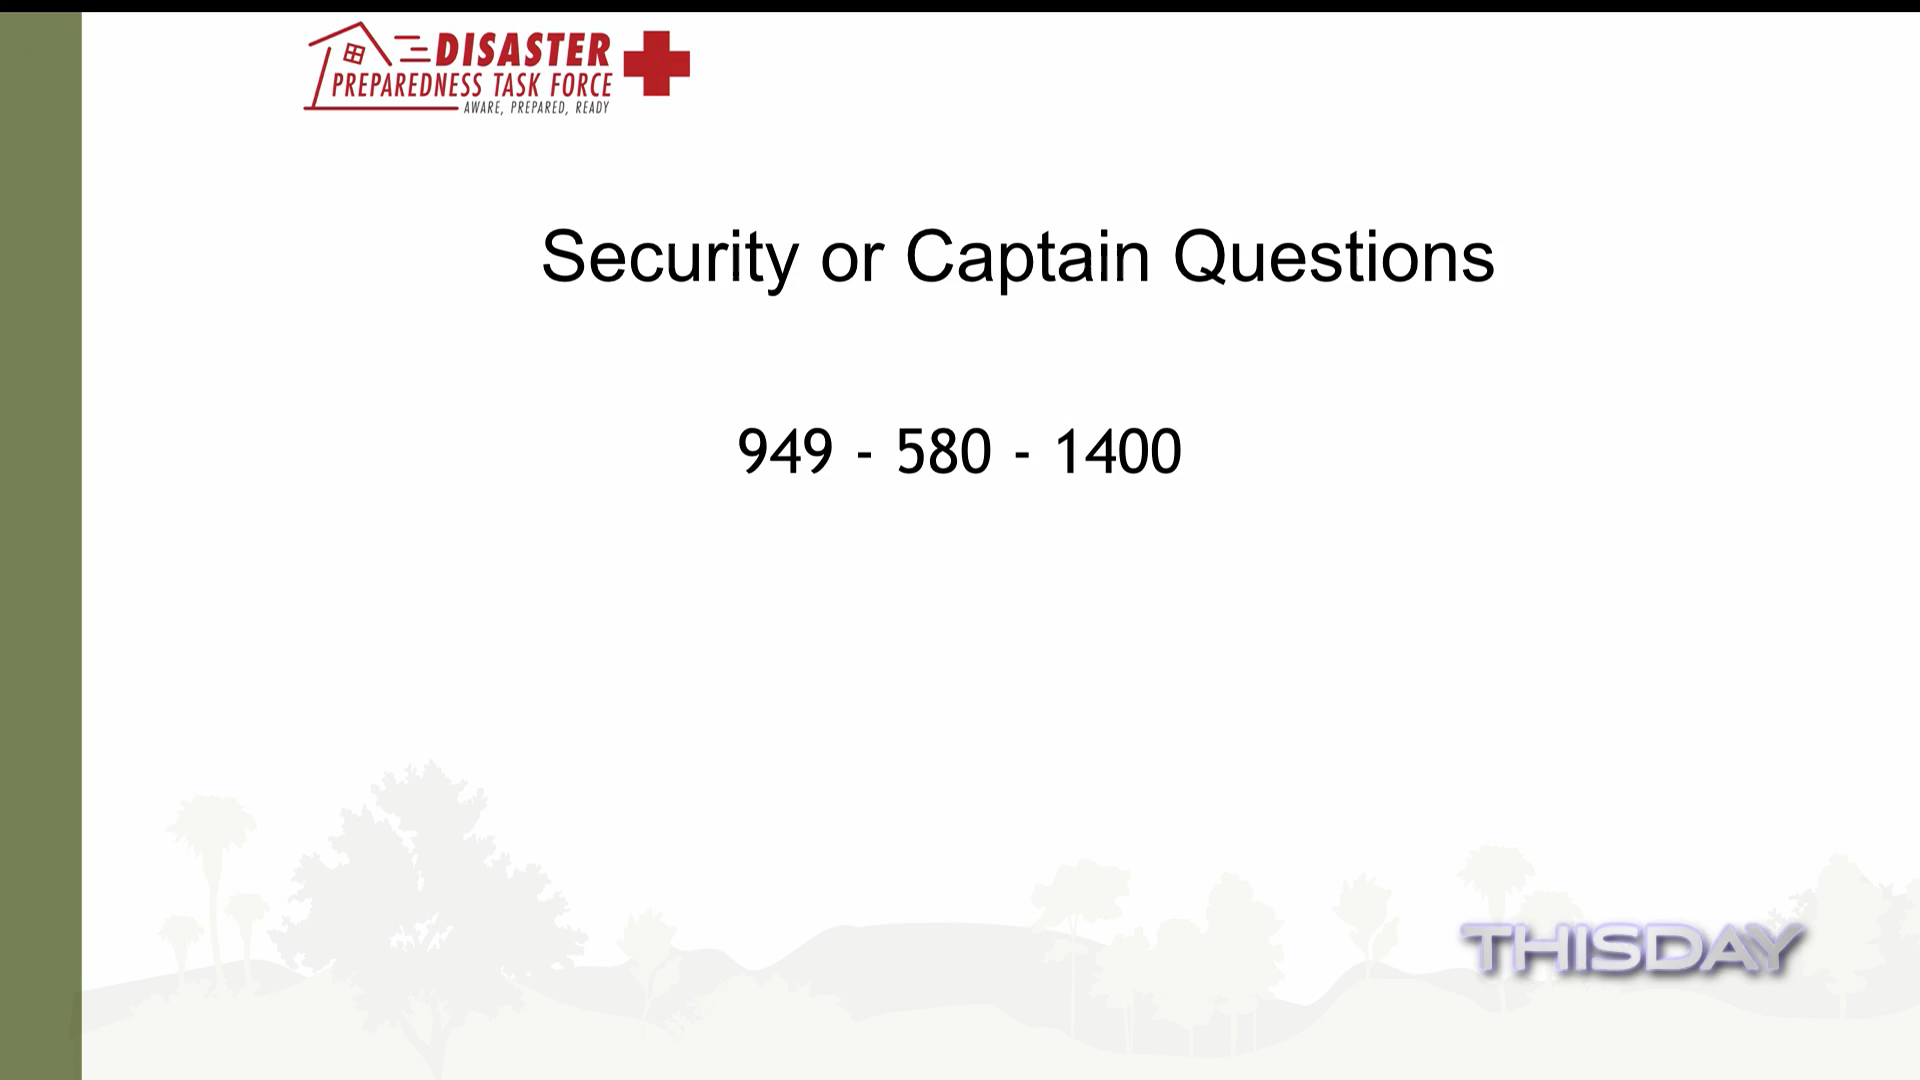 DISASTER
PREPAREDNESS TASK FORCE
AWARE, PREPARED, READY
Security or Captain Questions
949 - 580 - 1400
THISDAY